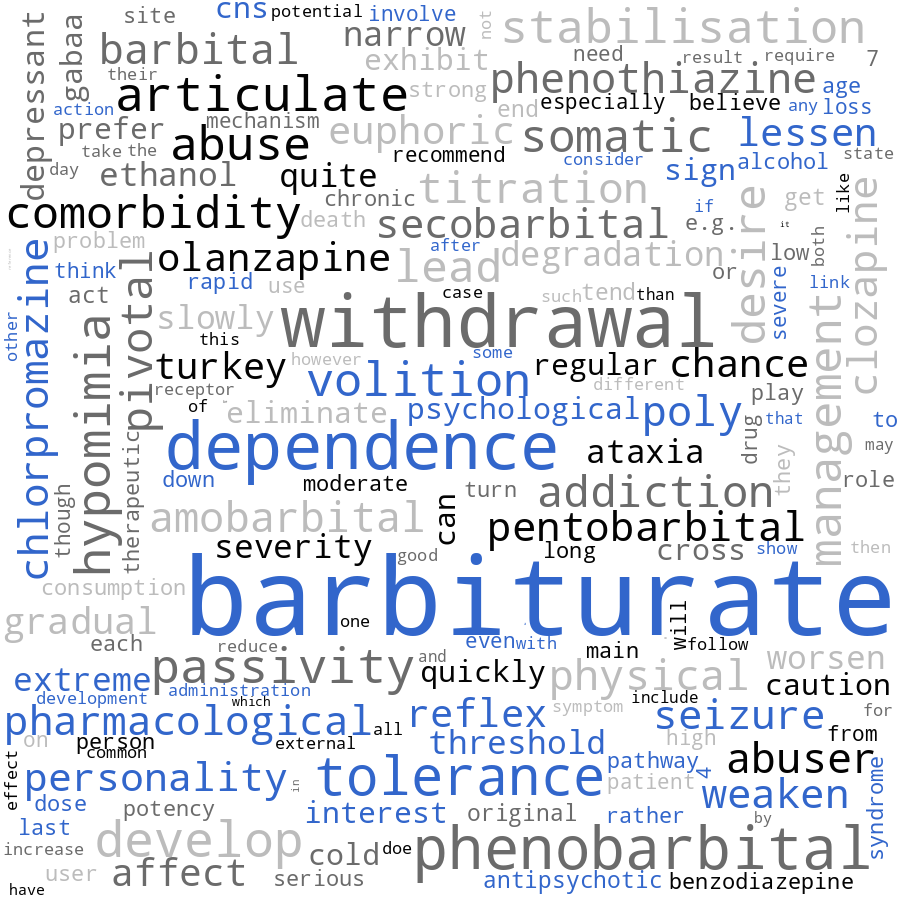 cns
potential
involve
not
site
narrow
stabilisation
depressant
gabaa
barbital
exhibit
need
result
require
7
their
action
articulate
strong
phenothiazine
age
prefer
mechanism
end
especially
believe
any
loss
take
the
abuse
euphoric
somatic
lessen
day
ethanol
quite
recommend
consider
sign
alcohol
state
chronic
titration
desire
get
like
comorbidity
death
secobarbital
if
e.g.
it
clozapine
problem
olanzapine
after
lead
degradation
low
both
chlorpromazine
think
pivotal
rapid
use
or
severe
link
other
act
case
such
tend
than
hypomimia
slowly
withdrawal
management
this
turkey
however
some
regular
chance
receptor
volition
different
play
of
eliminate
psychological
poly
drug
that
to
dependence
ataxia
they
may
therapeutic
down
moderate
turn
addiction
role
though
amobarbital
can
pentobarbital
severity
good
long
cross
show
then
consumption
barbiturate
gradual
one
will
each
reduce
and
even
with
main
follow
passivity
quickly
physical
worsen
extreme
development
administration
which
symptom
include
caution
pharmacological
all
reflex
seizure
for
on
person
common
external
threshold
high
from
effect
personality
in
tolerance
pathway
4
abuser
patient
weaken
syndrome
dose
potency
interest
original
rather
by
last
develop
phenobarbital
increase
cold
doe
user
affect
serious
antipsychotic
benzodiazepine
have